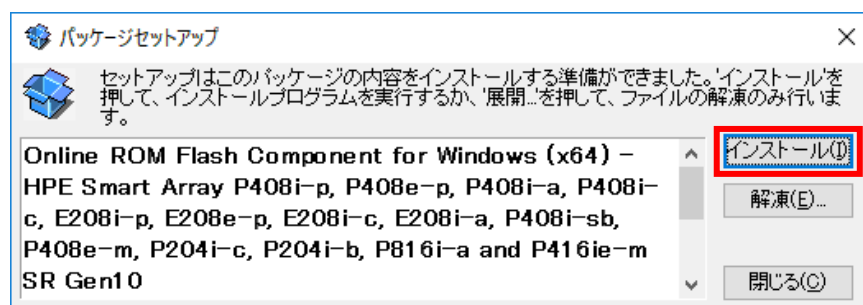 パッケージセットアップ
セットアップはこのパッケージの内容をインストールする準備ができました。'インストール'を
押して、インストールプログラムを実行するか、'展開...'を押して、ファイルの解凍のみ行いま
す。
Online ROM Flash Component for Windows (x64) -
HPE Smart Array P408i-p, P408e-p, P408i-a, P408i-
c, E208i-p, E208e-p, E208i-c, E208i-a, P408i-sb,
P408e-m, P204i-c, P204i-b, P816i-a and P416ie-m
SR Gen10
インストール(I)
解凍(E)...
閉じる(C)